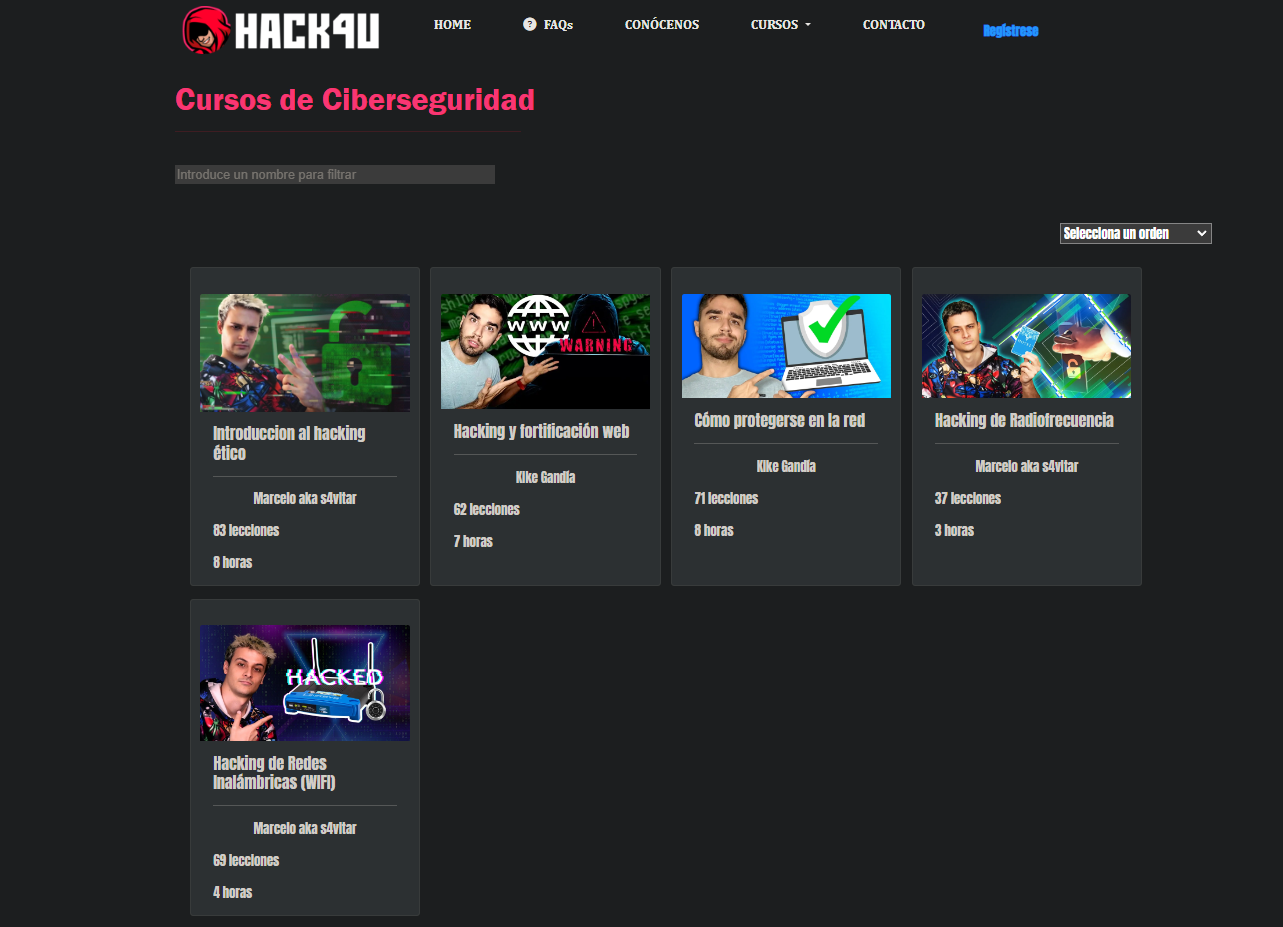 HACK4U
HOME
? FAQs
CONÓCENOS
CURSOS
CONTACTO
Regístrese
Cursos de Ciberseguridad
Introduce un nombre para filtrar
Selecciona un orden
Introduccion al hacking
ético
Marcelo aka s4vitar
83 lecciones
8 horas
WWW
WARNING
Hacking y fortificación web
Kike Gandía
62 lecciones
7 horas
Cómo protegerse en la red
Kike Gandía
71 lecciones
8 horas
Hacking de Radiofrecuencia
Marcelo aka s4vitar
37 lecciones
3 horas
HACKED
Hacking de Redes
Inalámbricas (WiFi)
Marcelo aka s4vitar
69 lecciones
4 horas